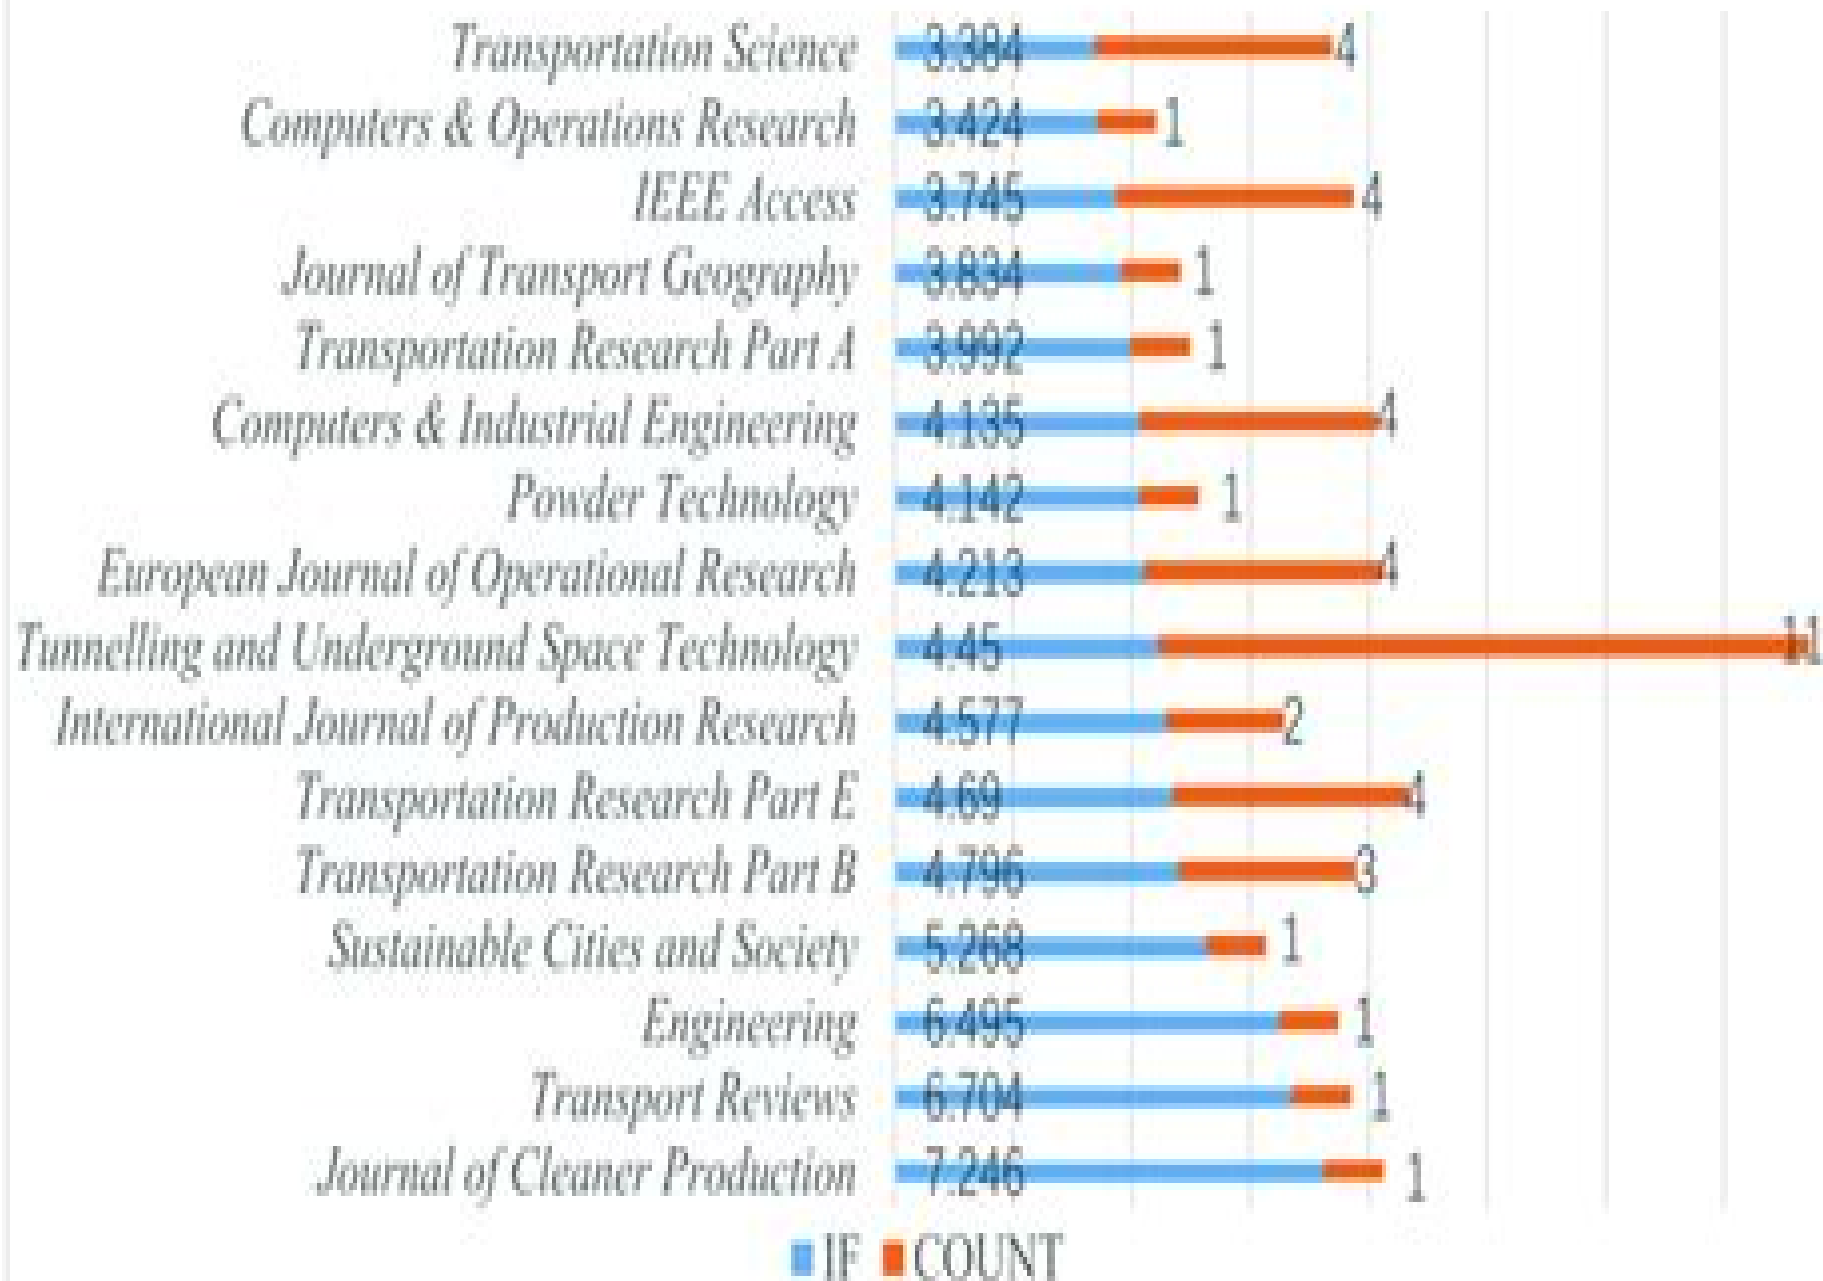 Transportation Science 3.384 4
Computers & Operations Research 3.424 1
IEEE Access 3.745 4
Journal of Transport Geography 3.834 1
Transportation Research Part A 3.992 1
Computers & Industrial Engineering 4.135 4
Powder Technology 4.142 1
European Journal of Operational Research 4.213 4
Tunnelling and Underground Space Technology 4.45 11
International Journal of Production Research 4.577 2
Transportation Research Part E 4.69 4
Transportation Research Part B 4.796 3
Sustainable Cities and Society 5.268 1
Engineering 6.495 1
Transport Reviews 6.704 1
Journal of Cleaner Production 7.246 1
IF COUNT